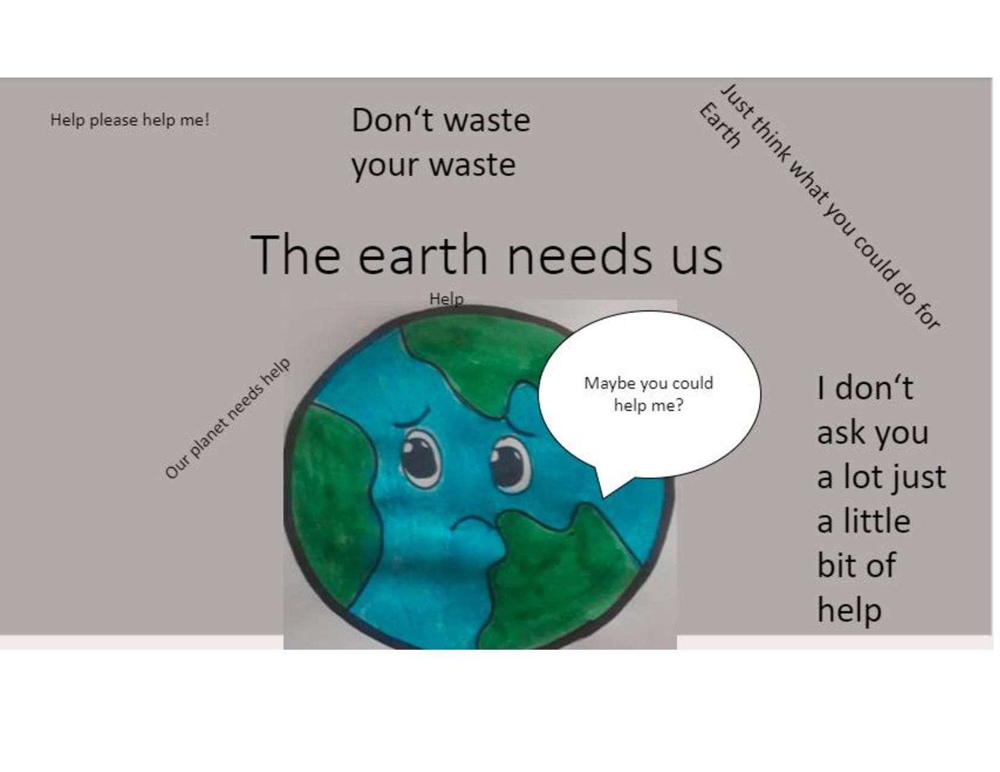 Help please help me!
Don‘t waste
your waste
Just think what you could do for
Earth
The earth needs us
Help
Our planet needs help
Maybe you could
help me?
I don‘t
ask you
a lot just
a little
bit of
help